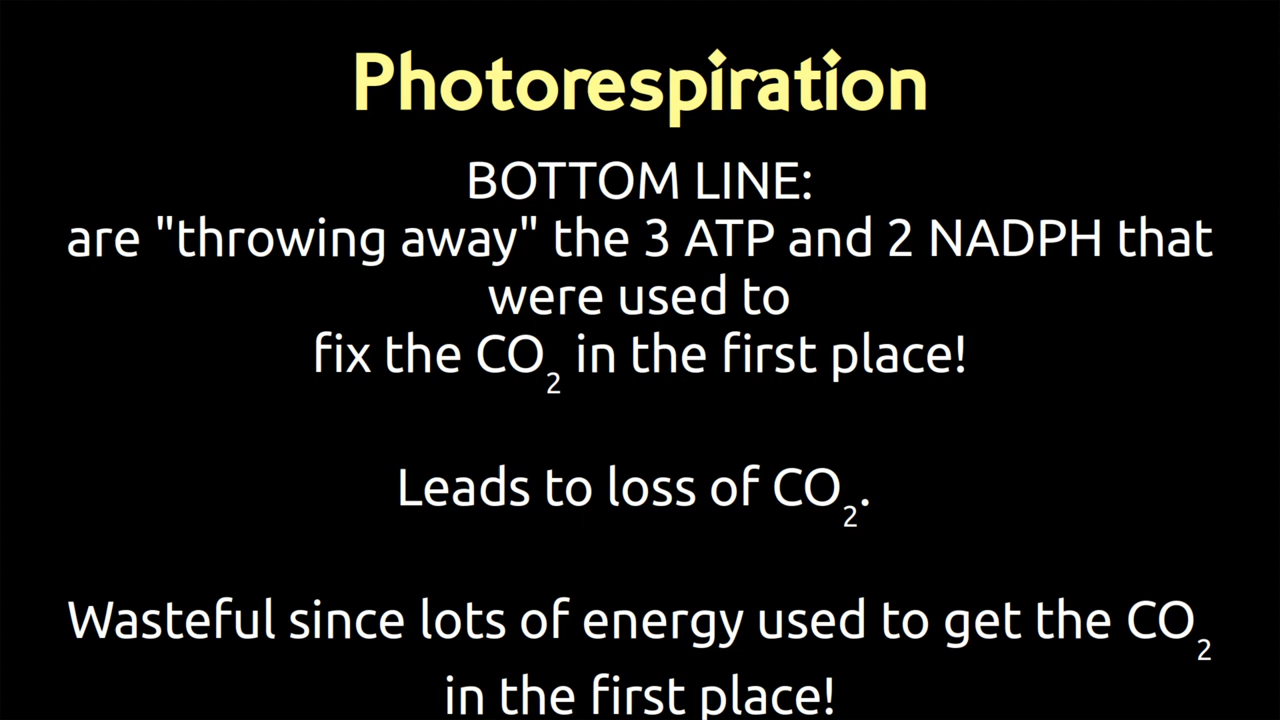 Photorespiration
BOTTOM LINE:
are "throwing away" the 3 ATP and 2 NADPH that
were used to
fix the CO₂ in the first place!
Leads to loss of CO₂.
Wasteful since lots of energy used to get the CO₂
in the first place!